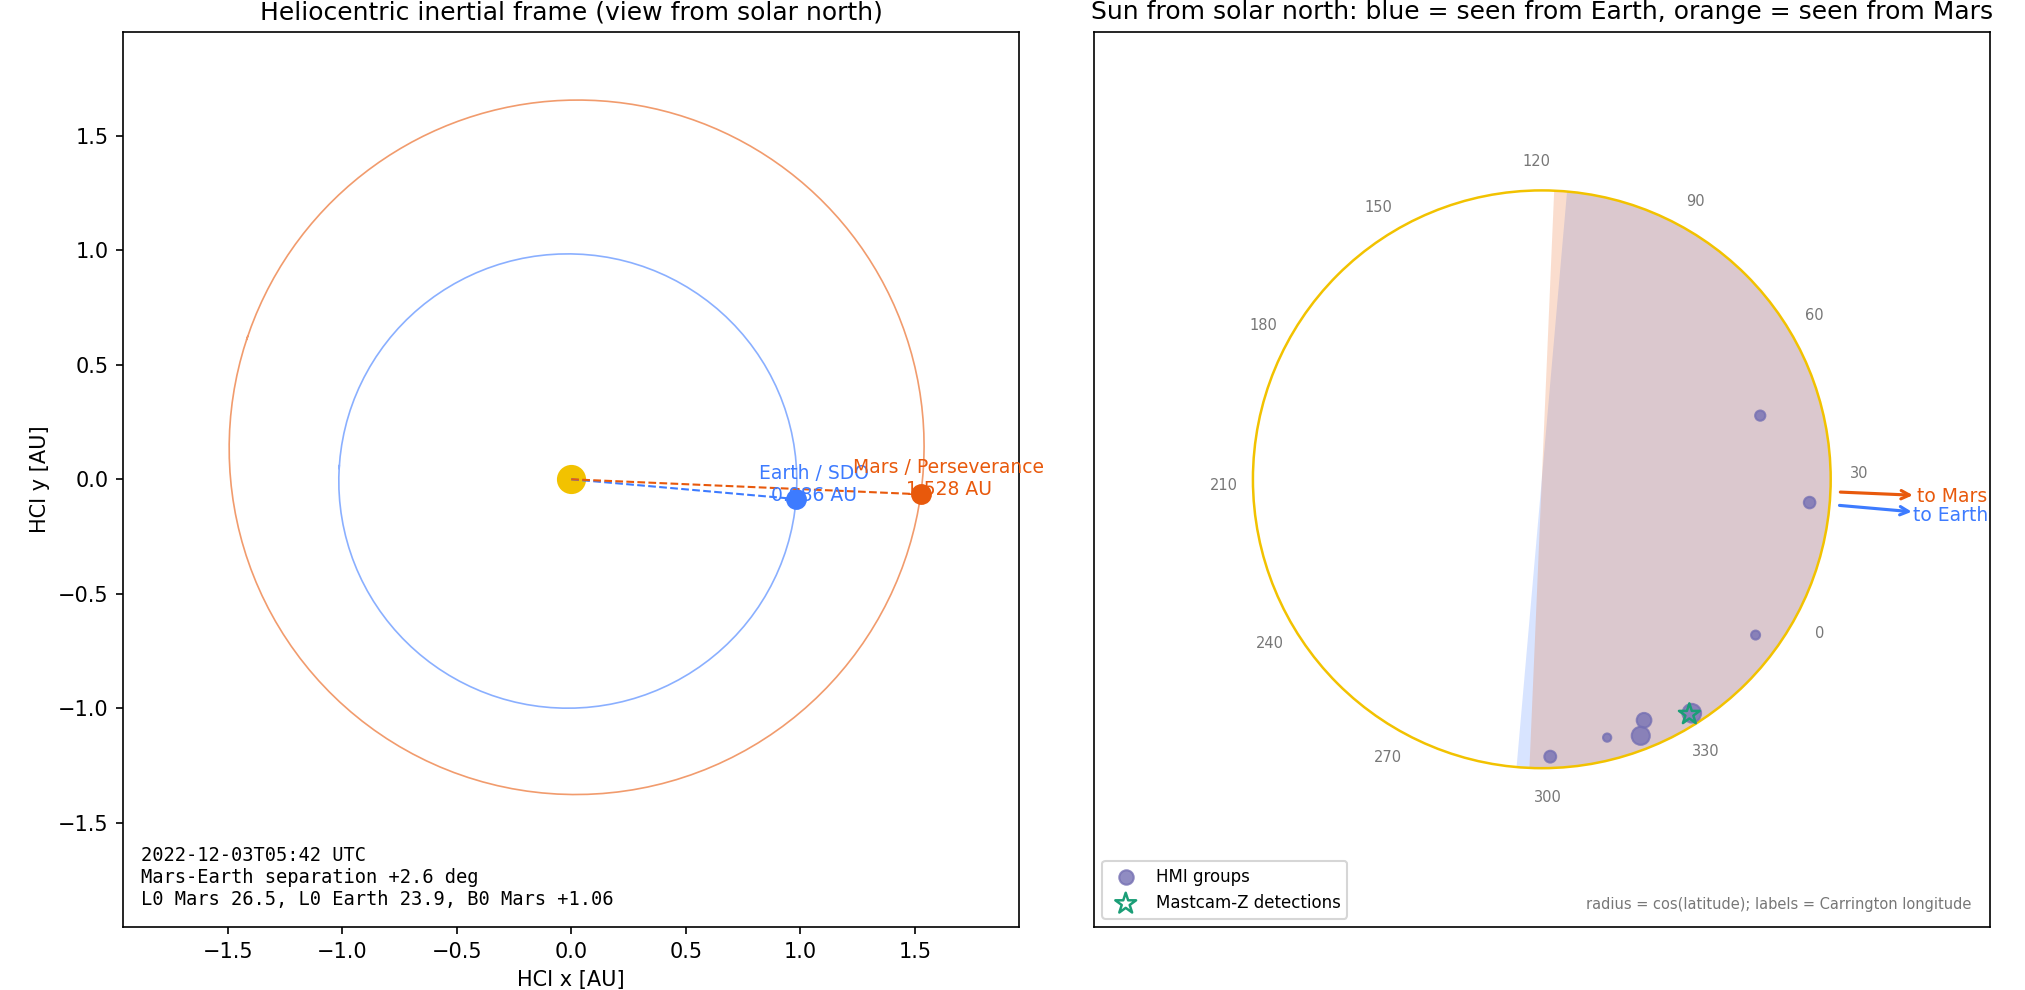 Heliocentric inertial frame (view from solar north)
HCI y [AU]
1.5
1.0
0.5
0.0
−0.5
−1.0
−1.5
Earth / SDO
Mars / Perseverance
AU
1.528 AU
2022-12-03T05:42 UTC
Mars-Earth separation +2.6 deg
L0 Mars 26.5, L0 Earth 23.9, B0 Mars +1.06
−1.5 −1.0 −0.5 0.0 0.5 1.0 1.5
HCI x [AU]
Sun from solar north: blue = seen from Earth, orange = seen from Mars
120
150
90
180
60
210
30
to Mars
to Earth
240
0
270
330
300
HMI groups
Mastcam-Z detections
radius = cos(latitude); labels = Carrington longitude